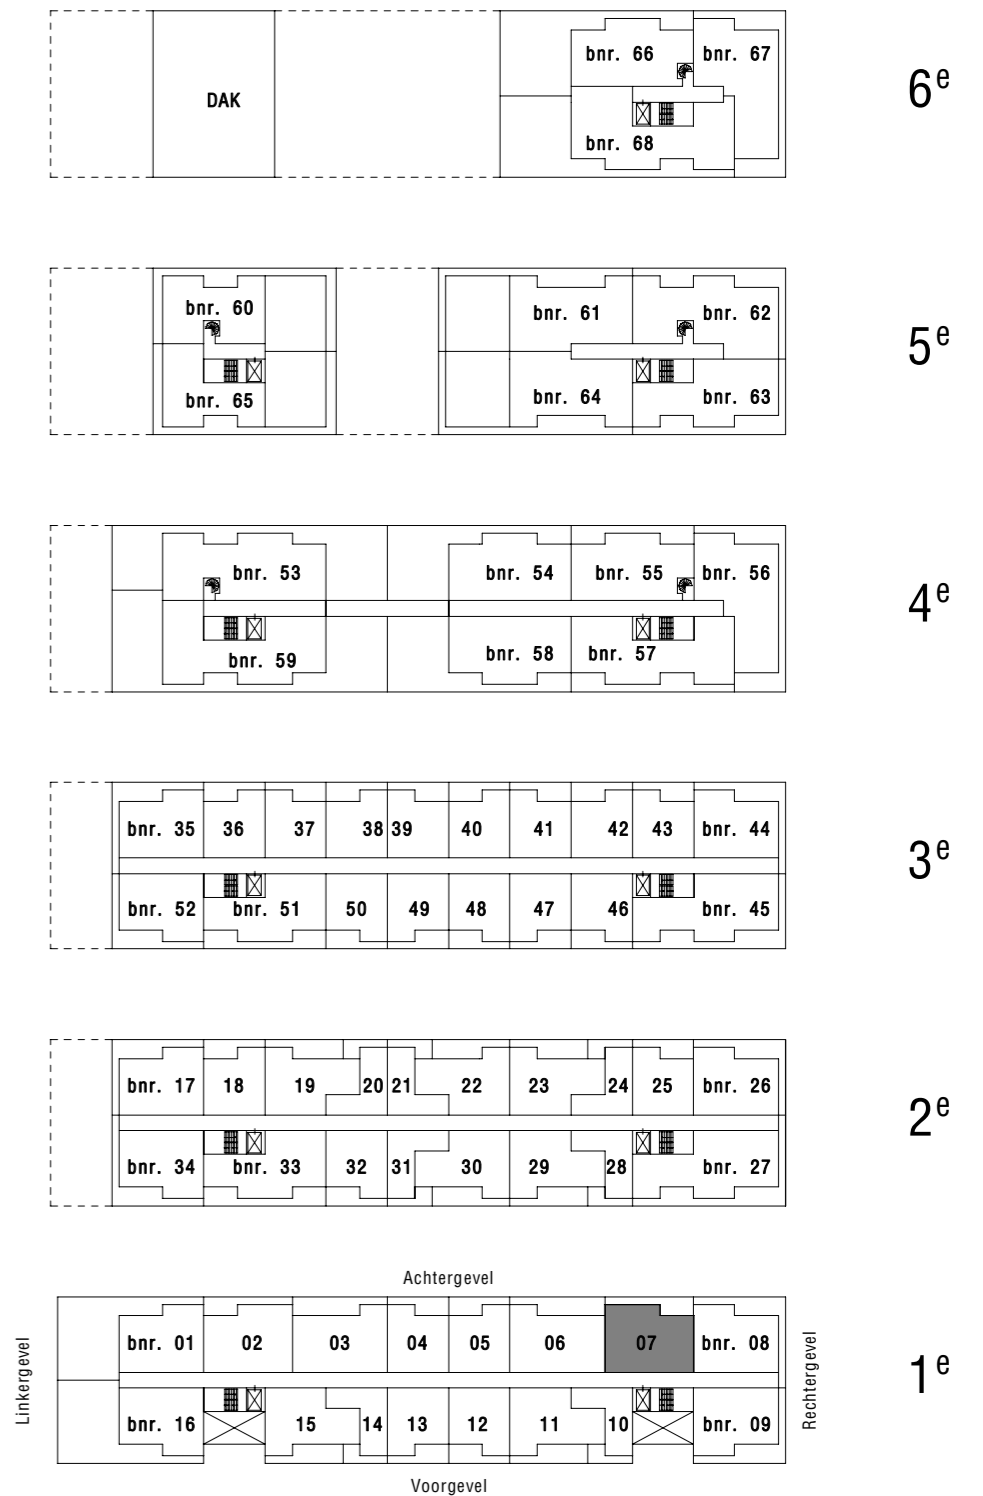 bnr. 66 bnr. 67
DAK
bnr. 68
6e
bnr. 60 bnr. 61 bnr. 62
bnr. 65 bnr. 64 bnr. 63
5e
bnr. 53 bnr. 54 bnr. 55 bnr. 56
bnr. 59 bnr. 58 bnr. 57
4e
bnr. 35 36 37 38 39 40 41 42 43 bnr. 44
bnr. 52 bnr. 51 50 49 48 47 46 bnr. 45
3e
bnr. 17 18 19 20 21 22 23 24 25 bnr. 26
bnr. 34 bnr. 33 32 31 30 29 28 bnr. 27
2e
Achtergevel
bnr. 01 02 03 04 05 06 07 bnr. 08
bnr. 16 15 14 13 12 11 10 bnr. 09
1e
Linkergevel
Rechtergevel
Voorgevel